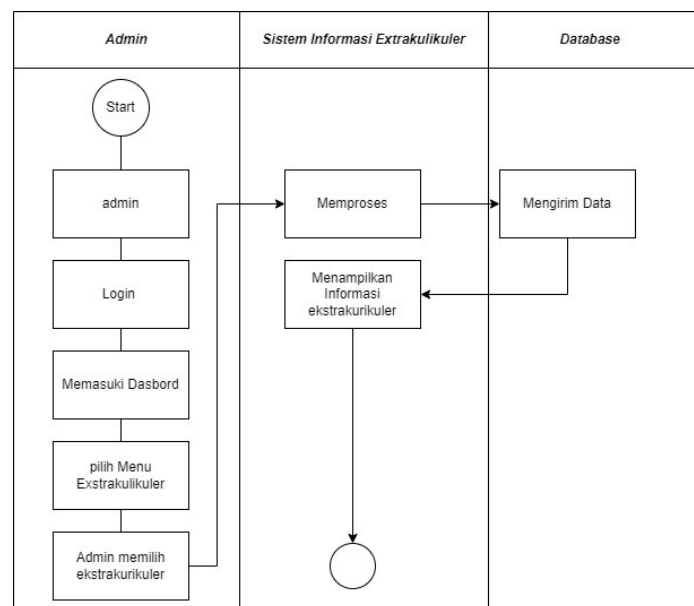 Admin
Sistem Informasi Extrakulikuler
Database
Start
admin
Login
Memasuki Dasbord
pilih Menu
Exstrakulikuler
Admin memilih
ekstrakurikuler
Memproses
Mengirim Data
Menampilkan
Informasi
ekstrakurikuler